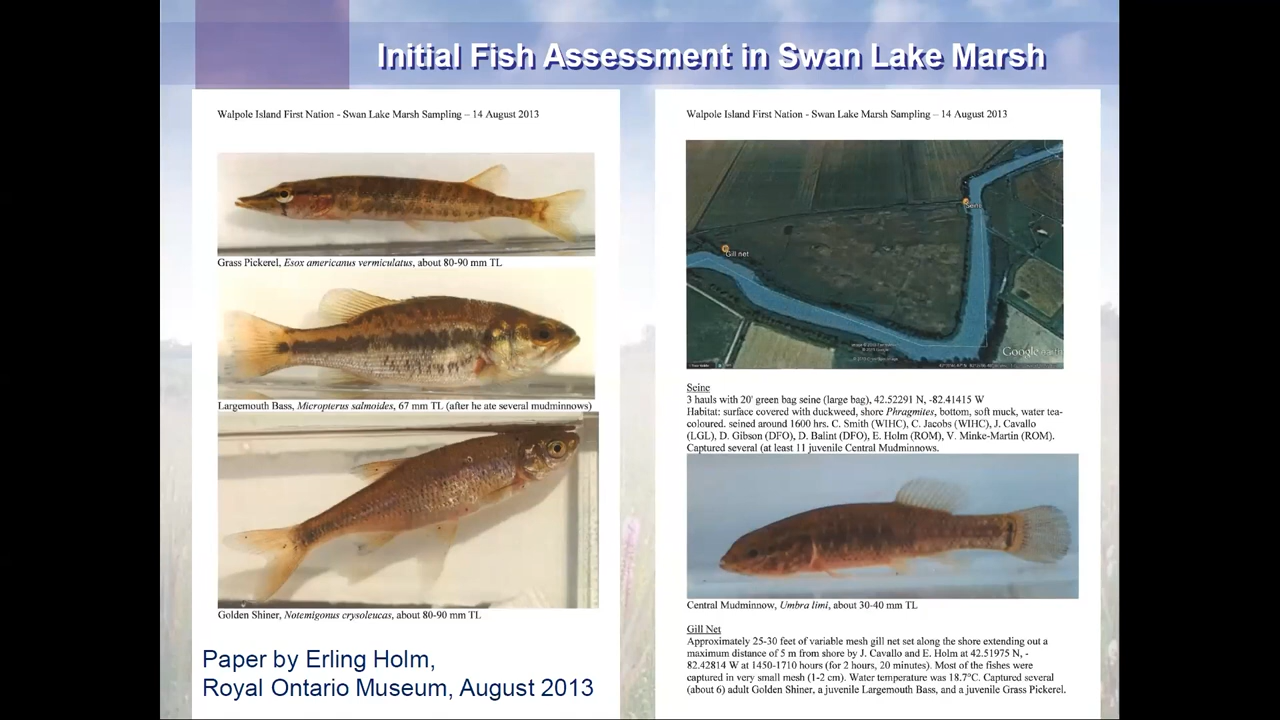 Initial Fish Assessment in Swan Lake Marsh
Walpole Island First Nation - Swan Lake Marsh Sampling – 14 August 2013
Grass Pickerel, Esox americanus vermiculatus, about 80-90 mm TL
Largemouth Bass, Micropterus salmoides, 67 mm TL (after he ate several mudminnows)
Golden Shiner, Notemigonus crysoleucas, about 80-90 mm TL
Paper by Erling Holm,
Royal Ontario Museum, August 2013
Walpole Island First Nation - Swan Lake Marsh Sampling – 14 August 2013
Seine
Gill net
Google
Seine
3 hauls with 20' green bag seine (large bag), 42.52291 N, -82.41415 W
Habitat: surface covered with duckweed, shore Phragmites, bottom, soft muck, water tea-
coloured. seined around 1600 hrs. C. Smith (WIHC), C. Jacobs (WIHC), J. Cavallo
(LGL), D. Gibson (DFO), D. Balint (DFO), E. Holm (ROM), V. Minke-Martin (ROM).
Captured several (at least 11 juvenile Central Mudminnows.
Central Mudminnow, Umbra limi, about 30-40 mm TL
Gill Net
Approximately 25-30 feet of variable mesh gill net set along the shore extending out a
maximum distance of 5 m from shore by J. Cavallo and E. Holm at 42.51975 N, -
82.42814 W at 1450-1710 hours (for 2 hours, 20 minutes). Most of the fishes were
captured in very small mesh (1-2 cm). Water temperature was 18.7°C. Captured several
(about 6) adult Golden Shiner, a juvenile Largemouth Bass, and a juvenile Grass Pickerel.